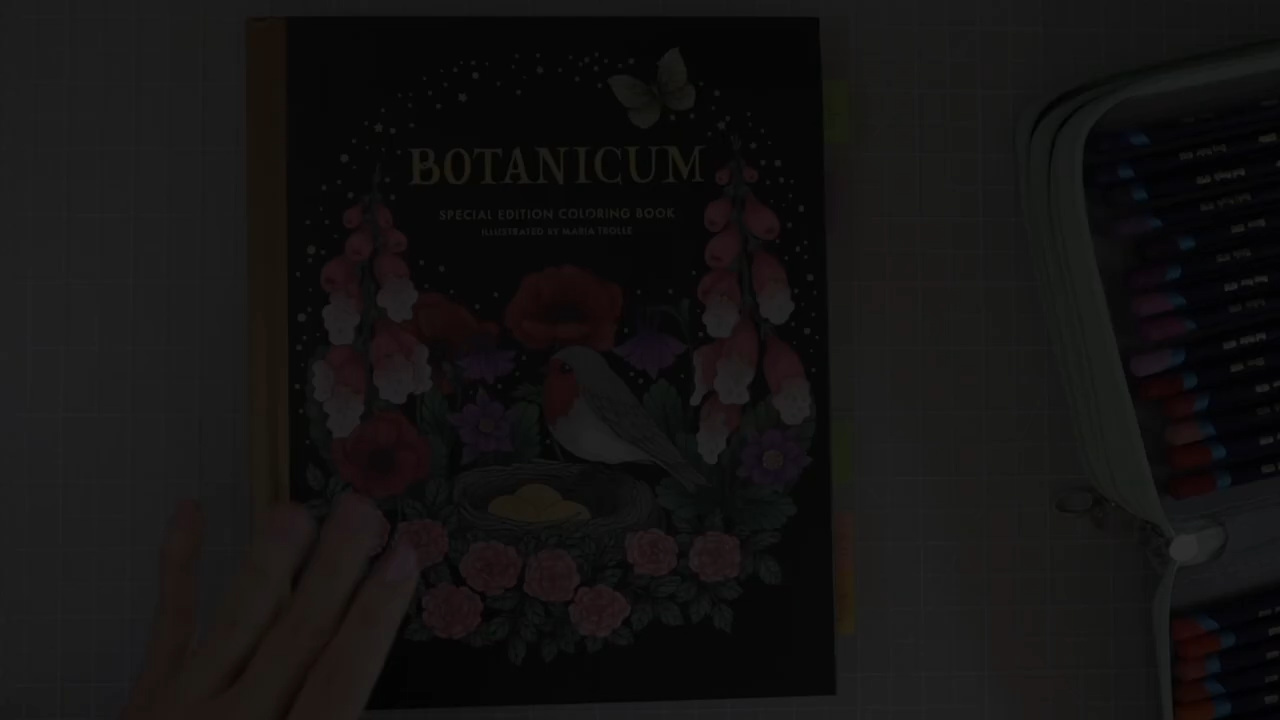 BOTANICUM
SPECIAL EDITION COLORING BOOK
ILLUSTRATED BY MARIA TROLLE